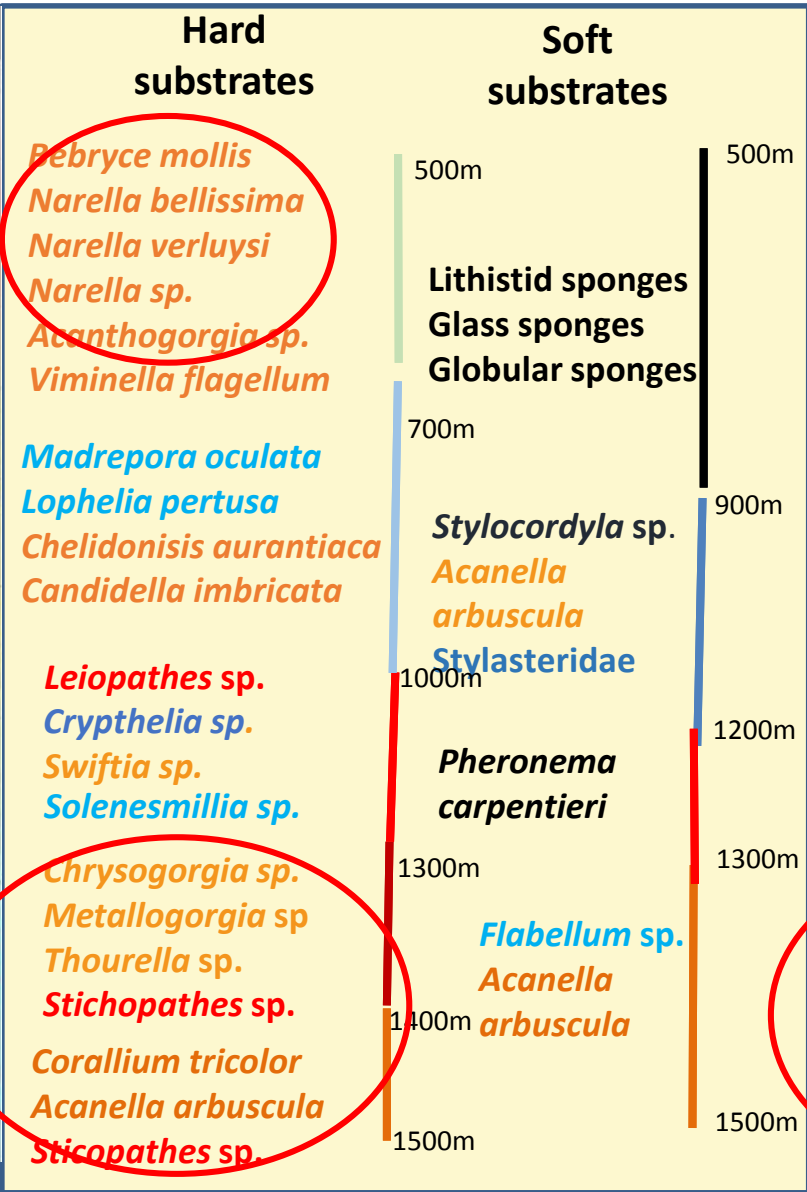 Hard
substrates
Bebryce mollis
Narella bellissima
Narella verluysi
Narella sp.
Acanthogorgia sp.
Viminella flagellum
Madrepora oculata
Lophelia pertusa
Chelidonisis aurantiaca
Candidella imbricata
Leiopathes sp.
Crypthelia sp.
Swiftia sp.
Solenesmillia sp.
Chrysogorgia sp.
Metallogorgia sp
Thourella sp.
Stichopathes sp.
Corallium tricolor
Acanella arbuscula
Sticopathes sp.
500m
700m
1000m
1300m
1400m
1500m
Soft
substrates
Lithistid sponges
Glass sponges
Globular sponges
Stylocordyla sp.
Acanella
arbuscula
Stylasteridae
Pheronema
carpentieri
Flabellum sp.
Acanella
arbuscula
500m
900m
1200m
1300m
1500m